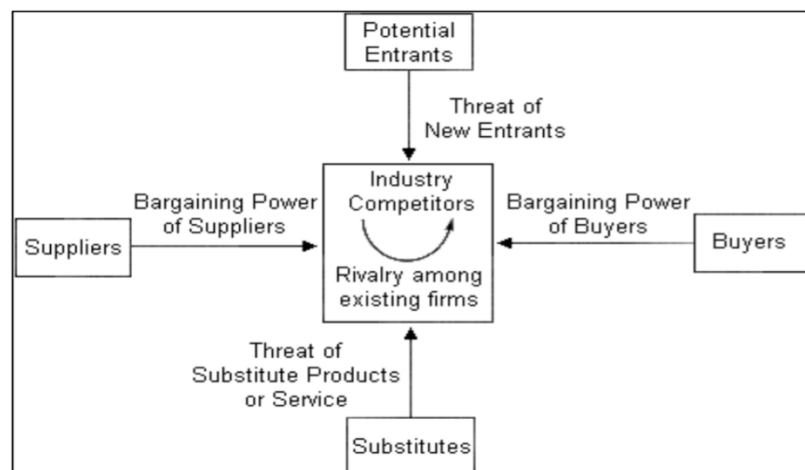 Potential
Entrants
Threat of
New Entrants
Industry
Competitors
Bargaining Power
of Suppliers
Bargaining Power
of Buyers
Suppliers
Buyers
Rivalry among
existing firms
Threat of
Substitute Products
or Service
Substitutes